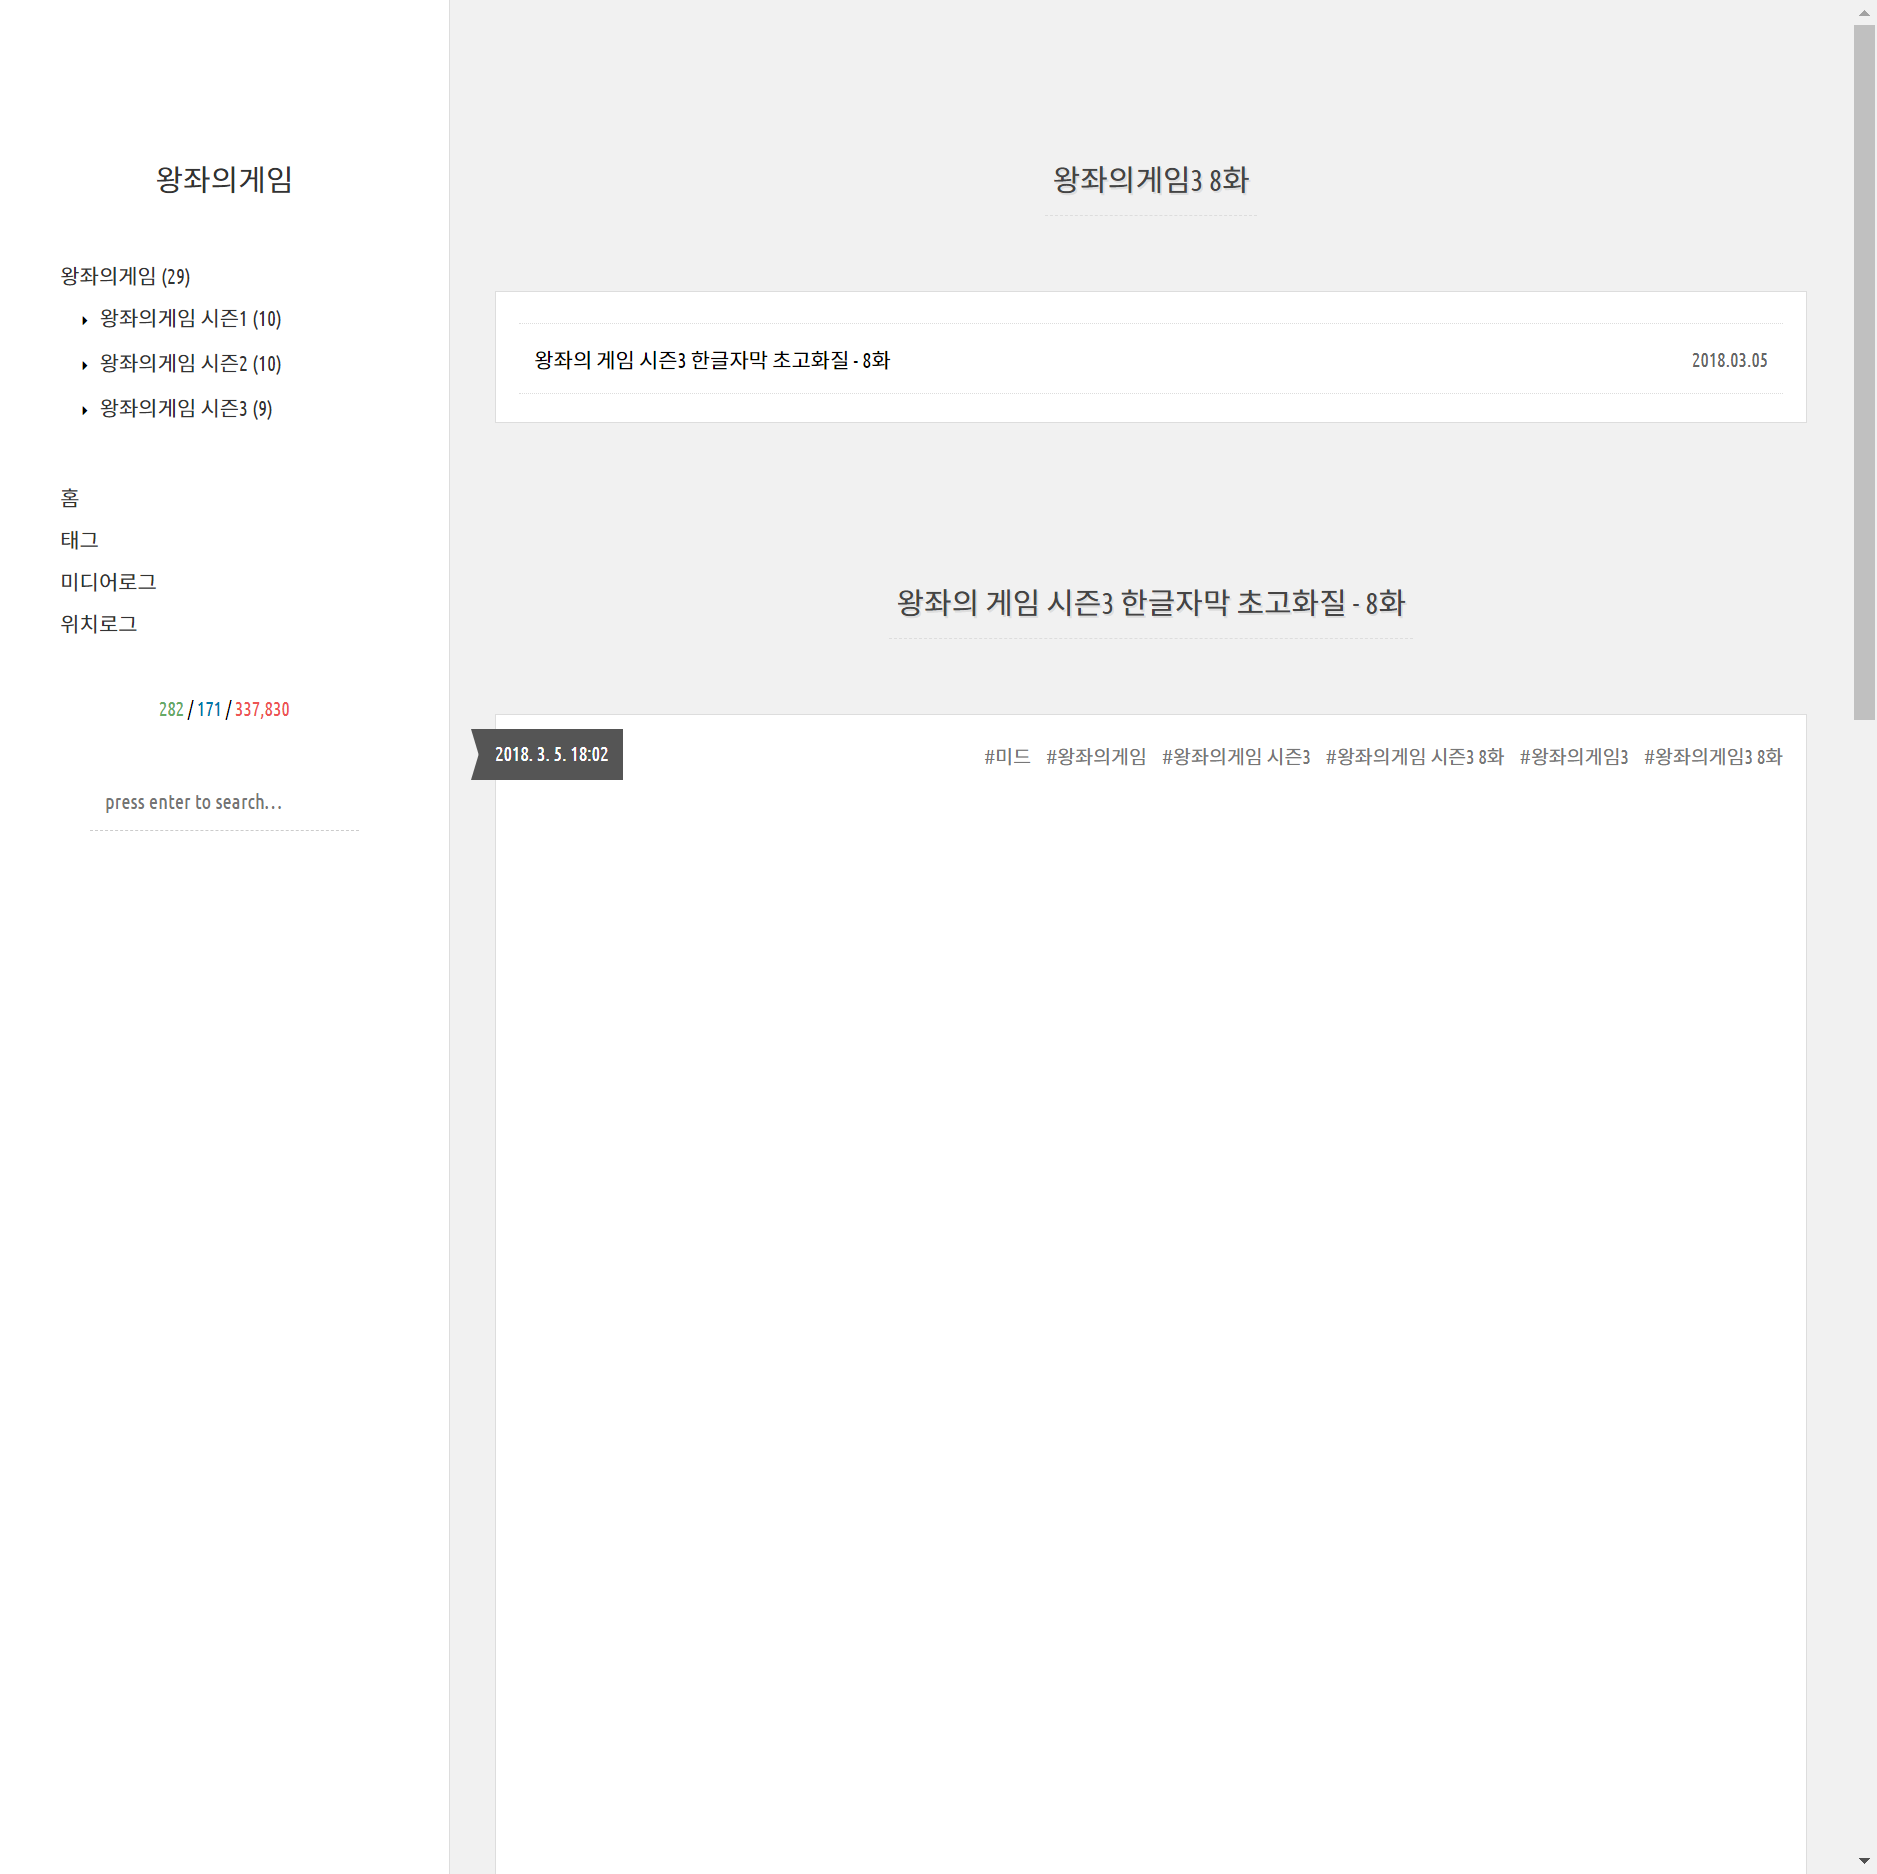 왕좌의게임
왕좌의게임 (29)
왕좌의게임 시즌1 (10)
왕좌의게임 시즌2 (10)
왕좌의게임 시즌3 (9)
홈
태그
미디어로그
위치로그
282 / 171 / 337,830
press enter to search...
왕좌의게임3 8화
왕좌의 게임 시즌3 한글자막 초고화질 - 8화 2018.03.05
왕좌의 게임 시즌3 한글자막 초고화질 - 8화
2018. 3. 5. 18:02 #미드 #왕좌의게임 #왕좌의게임 시즌3 #왕좌의게임 시즌3 8화 #왕좌의게임3 #왕좌의게임3 8화